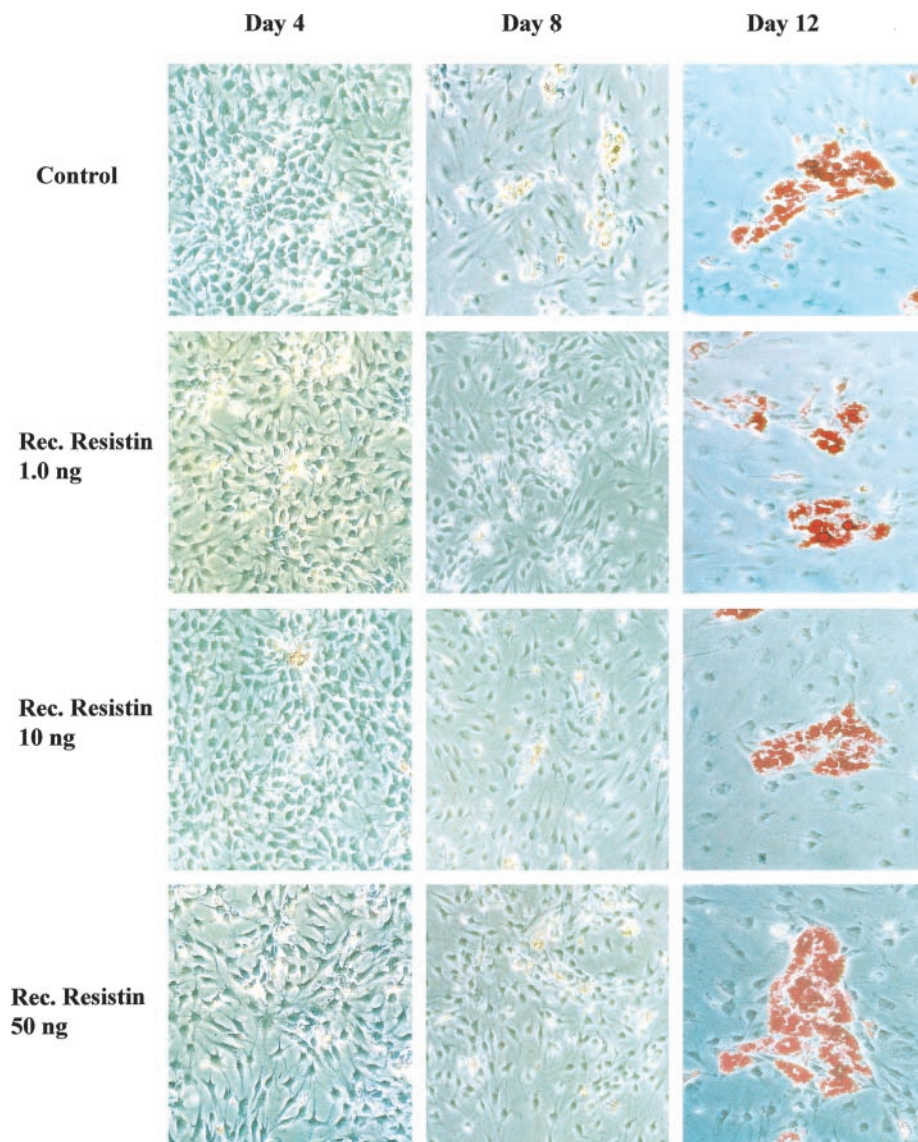 Day 4 Day 8 Day 12
Control
Rec. Resistin
1.0 ng
Rec. Resistin
10 ng
Rec. Resistin
50 ng